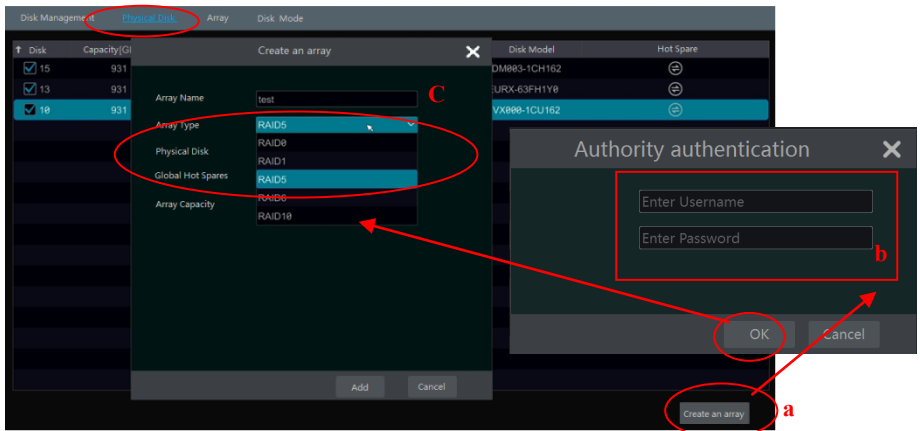 Disk Management Physical Disk Array Disk Mode
Disk Capacity[GB Create an array Disk Model Hot Spare
15 931 DM003-1CH162
13 931 EURX-63FH1Y0
10 931 VX000-1CU162
Array Name test C
Array Type RAID5
RAID0
Physical Disk
RAID1
Global Hot Spares RAID5
RAID6
Array Capacity
RAID10
Authority authentication
Enter Username
Enter Password
b
OK Cancel
Add Cancel
Create an array a